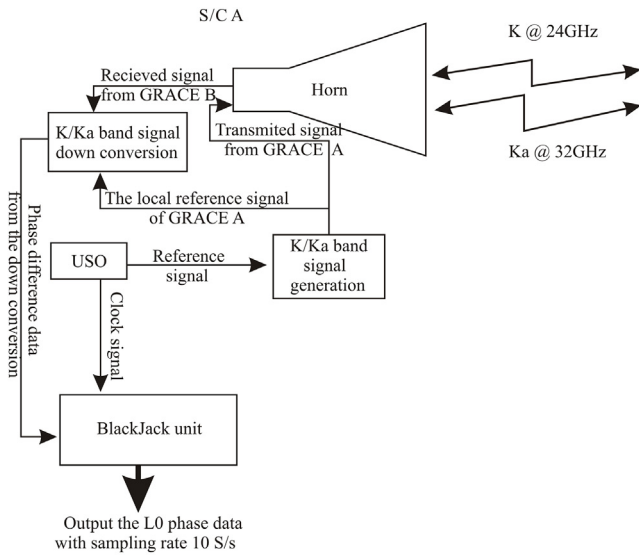 S/C A
K @ 24GHz
Recieved signal
from GRACE B
Horn
Transmited signal
from GRACE A
K/Ka band signal
down conversion
Ka @ 32GHz
The local reference signal
of GRACE A
K/Ka band
signal
generation
USO
Reference
signal
Phase difference data
from the down conversion
Clock signal
BlackJack unit
Output the L0 phase data
with sampling rate 10 S/s